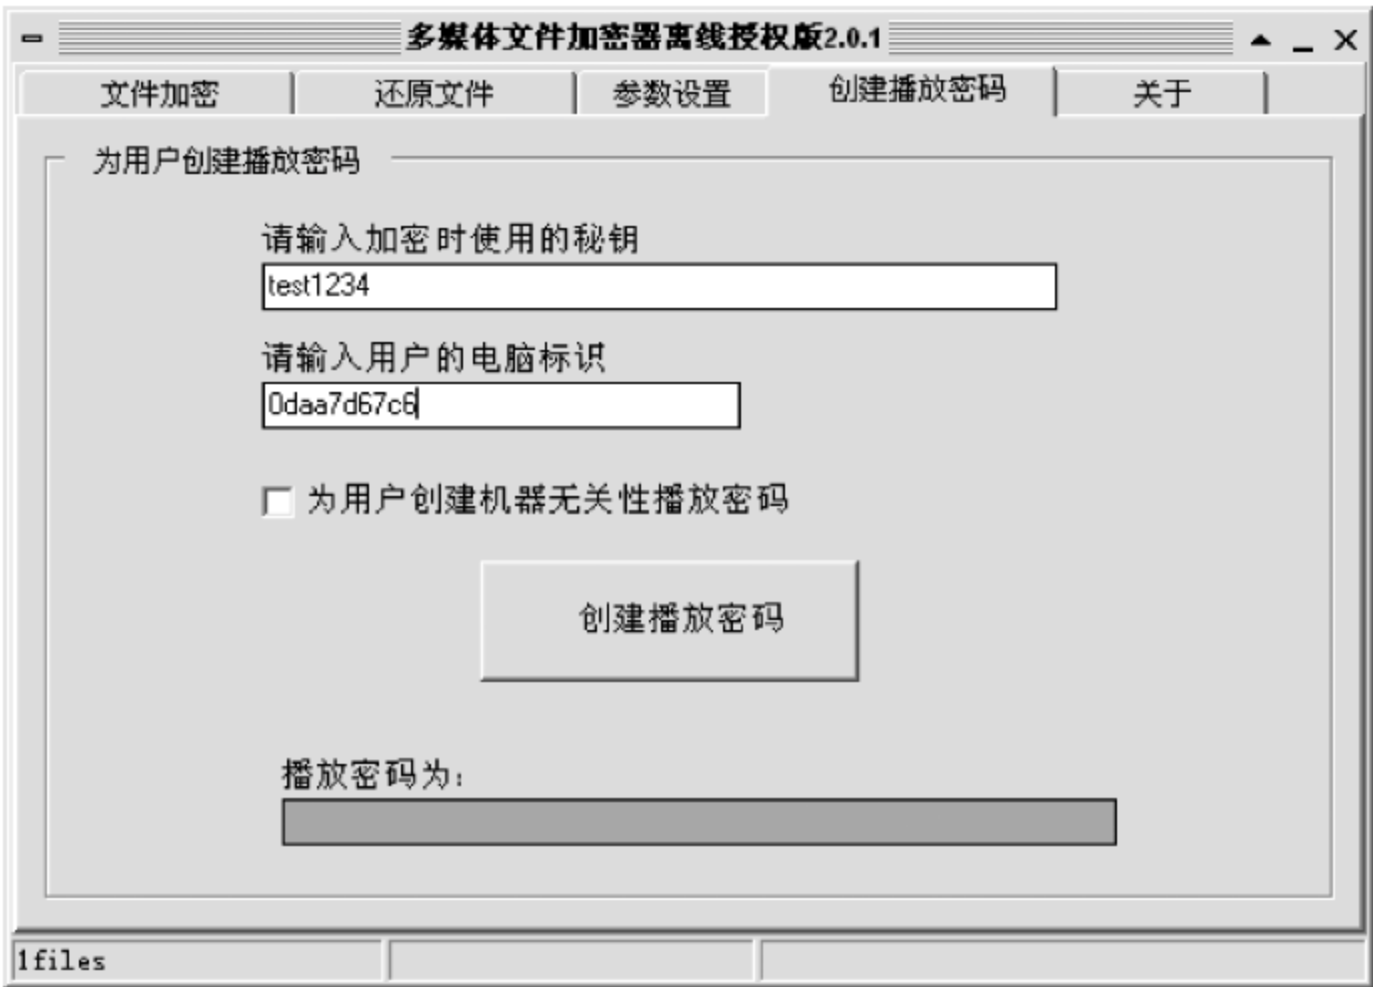 多媒体文件加密器离线授权版2.0.1
文件加密 还原文件 参数设置 创建播放密码 关于
为用户创建播放密码
请输入加密时使用的秘钥
test1234
请输入用户的电脑标识
0daa7d67c6
为用户创建机器无关性播放密码
创建播放密码
播放密码为:
1files